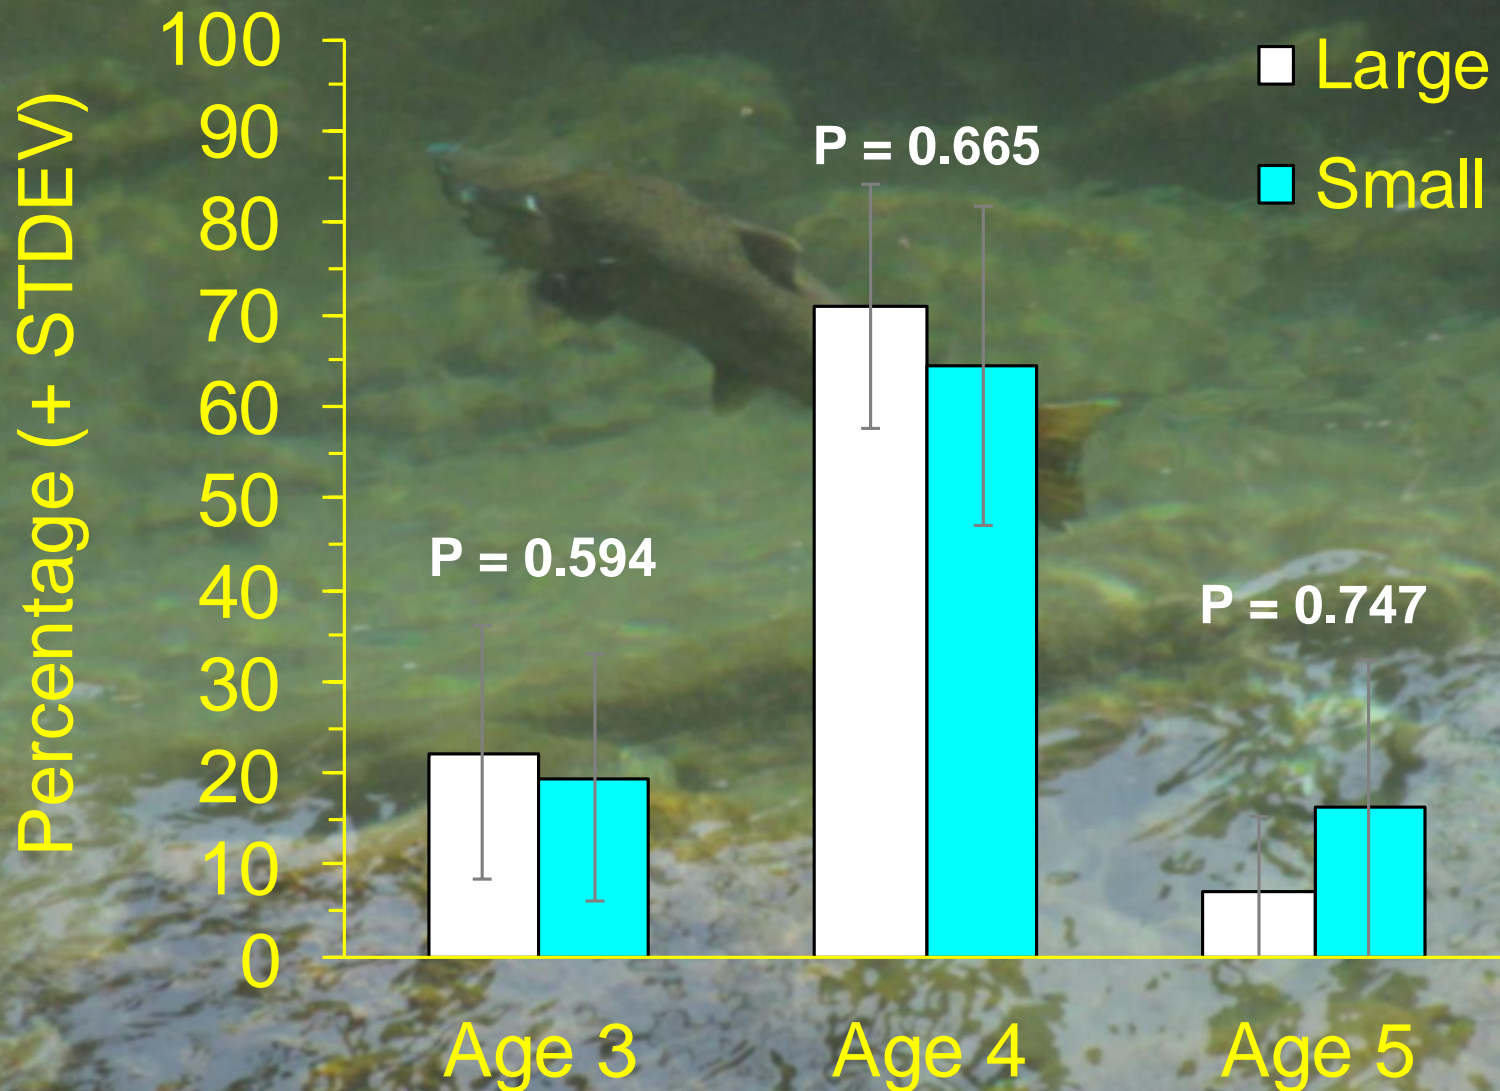 Percentage (+ STDEV)
100
90
80
70
60
50
40
30
20
10
0
Large
Small
P = 0.594
P = 0.665
P = 0.747
Age 3
Age 4
Age 5